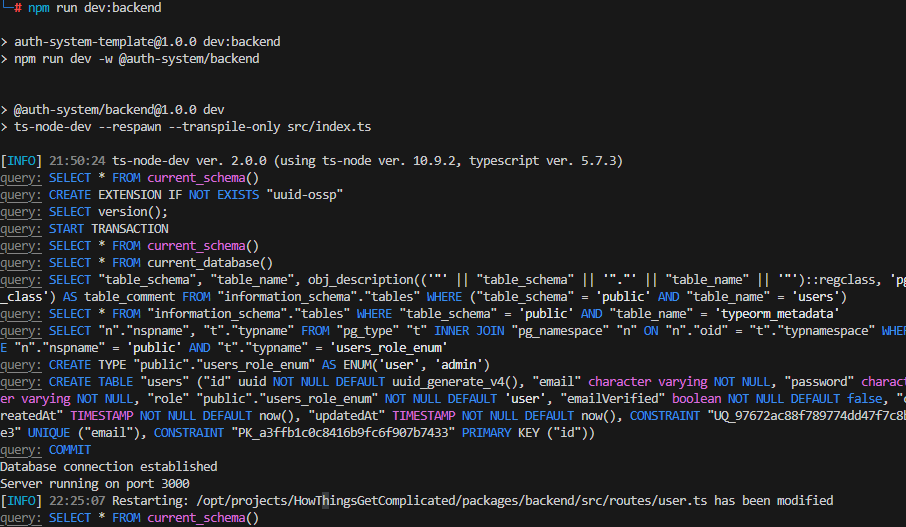 └─# npm run dev:backend
> auth-system-template@1.0.0 dev:backend
> npm run dev -w @auth-system/backend
> @auth-system/backend@1.0.0 dev
> ts-node-dev --respawn --transpile-only src/index.ts
[INFO] 21:50:24 ts-node-dev ver. 2.0.0 (using ts-node ver. 10.9.2, typescript ver. 5.7.3)
query: SELECT * FROM current_schema()
query: CREATE EXTENSION IF NOT EXISTS "uuid-ossp"
query: SELECT version();
query: START TRANSACTION
query: SELECT * FROM current_schema()
query: SELECT * FROM current_database()
query: SELECT "table_schema", "table_name", obj_description(('"' || "table_schema" || '"."' || "table_name" || '"')::regclass, 'pg
_class') AS table_comment FROM "information_schema"."tables" WHERE ("table_schema" = 'public' AND "table_name" = 'users')
query: SELECT * FROM "information_schema"."tables" WHERE "table_schema" = 'public' AND "table_name" = 'typeorm_metadata'
query: SELECT "n"."nspname", "t"."typname" FROM "pg_type" "t" INNER JOIN "pg_namespace" "n" ON "n"."oid" = "t"."typnamespace" WHER
E "n"."nspname" = 'public' AND "t"."typname" = 'users_role_enum'
query: CREATE TYPE "public"."users_role_enum" AS ENUM('user', 'admin')
query: CREATE TABLE "users" ("id" uuid NOT NULL DEFAULT uuid_generate_v4(), "email" character varying NOT NULL, "password" charact
er varying NOT NULL, "role" "public"."users_role_enum" NOT NULL DEFAULT 'user', "emailVerified" boolean NOT NULL DEFAULT false, "c
reatedAt" TIMESTAMP NOT NULL DEFAULT now(), "updatedAt" TIMESTAMP NOT NULL DEFAULT now(), CONSTRAINT "UQ_97672ac88f789774dd47f7c8b
e3" UNIQUE ("email"), CONSTRAINT "PK_a3ffb1c0c8416b9fc6f907b7433" PRIMARY KEY ("id"))
query: COMMIT
Database connection established
Server running on port 3000
[INFO] 22:25:07 Restarting: /opt/projects/HowThingsGetComplicated/packages/backend/src/routes/user.ts has been modified
query: SELECT * FROM current_schema()